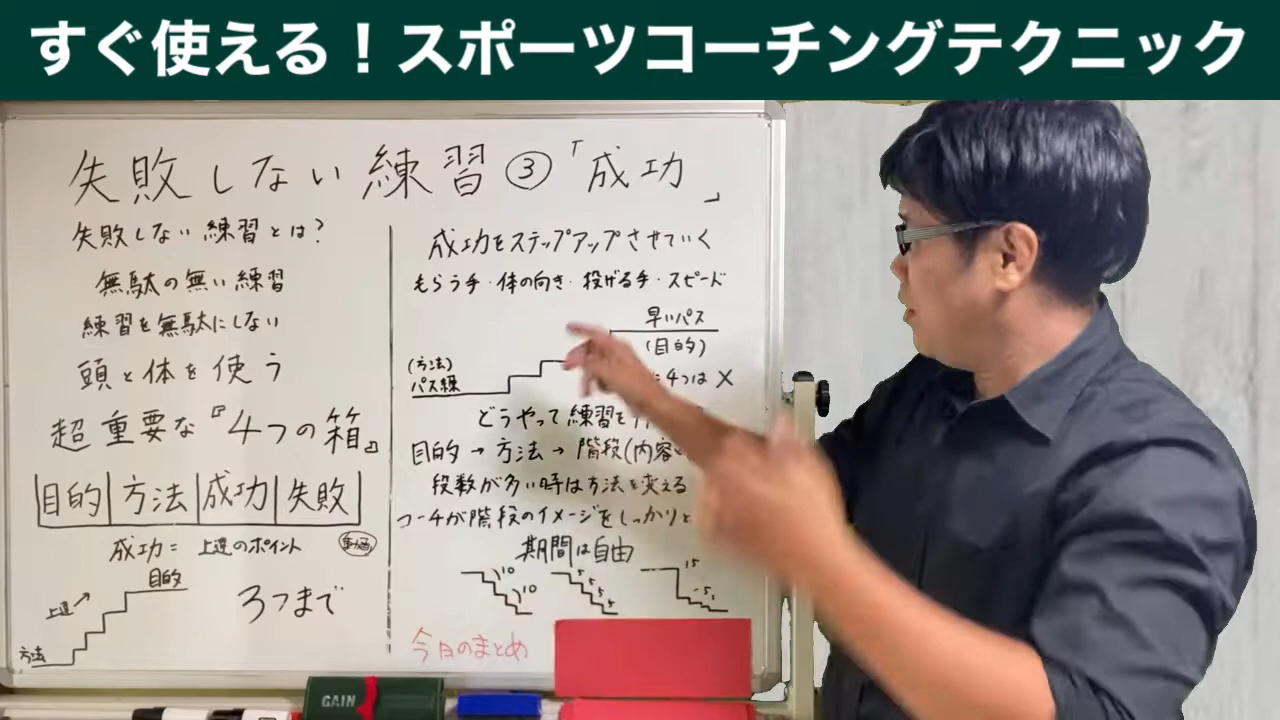 すぐ使える！スポーツコーチングテクニック
失敗しない練習③「成功」
失敗しない練習とは？
無駄の無い練習
練習を無駄にしない
頭と体を使う
超重要な『4つの箱』
目的 方法 成功 失敗
成功＝上達のポイント
動画
目的
上達
方法
3つまで
成功をステップアップさせていく
もらう手・体の向き・投げる手・スピード
早いパス
(目的)
(方法)
パス練
4つは×
どうやって練習を
目的→方法→階段(内容
段数が多い時は方法を変える
コーチが階段のイメージをしっかりと
期間は自由
10
10
5
5
5
5
15
-5
今日のまとめ
GAIN